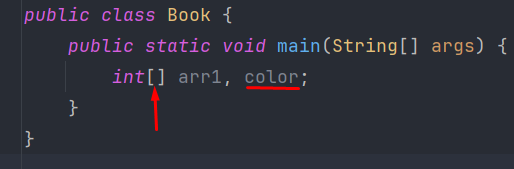 public class Book {
public static void main(String[] args) {
int[] arr1, color;
}
}